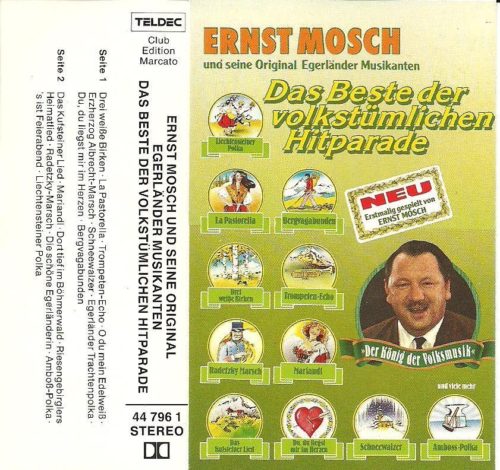 TELDEC
Club
Edition
Marcato
ERNST MOSCH UND SEINE ORIGINAL
EGERLÄNDER MUSIKANTEN
DAS BESTE DER VOLKSTÜMLICHEN HITPARADE
Seite 1
Drei weiße Birken · La Pastorella · Trompeten-Echo · O du mein Edelweiß ·
Erzherzog Albrecht-Marsch · Schneewalzer · Egerländer Trachtenpolka ·
Du, du liegst mir im Herzen · Bergvagabunden
Seite 2
Das Kufsteiner Lied · Mariandl · Dort tief im Böhmerwald · Riesengebirglers
Heimatlied · Radetzky-Marsch · Die schöne Egerländerin · Amboß-Polka ·
's ist Feierabend · Liechtensteiner Polka
44 796 1
STEREO
ERNST MOSCH
und seine Original Egerländer Musikanten
Das Beste der
volkstümlichen
Hitparade
Liechtensteiner
Polka
La Pastorella
Bergvagabunden
NEU
Erstmalig gespielt von
ERNST MOSCH
Drei
weiße Birken
Trompeten-Echo
Radetzky Marsch
Mariandl
»Der König der Volksmusik«
und viele mehr
Das
Kufsteiner Lied
Du, du liegst
mir im Herzen
Schneewalzer
Amboss-Polka